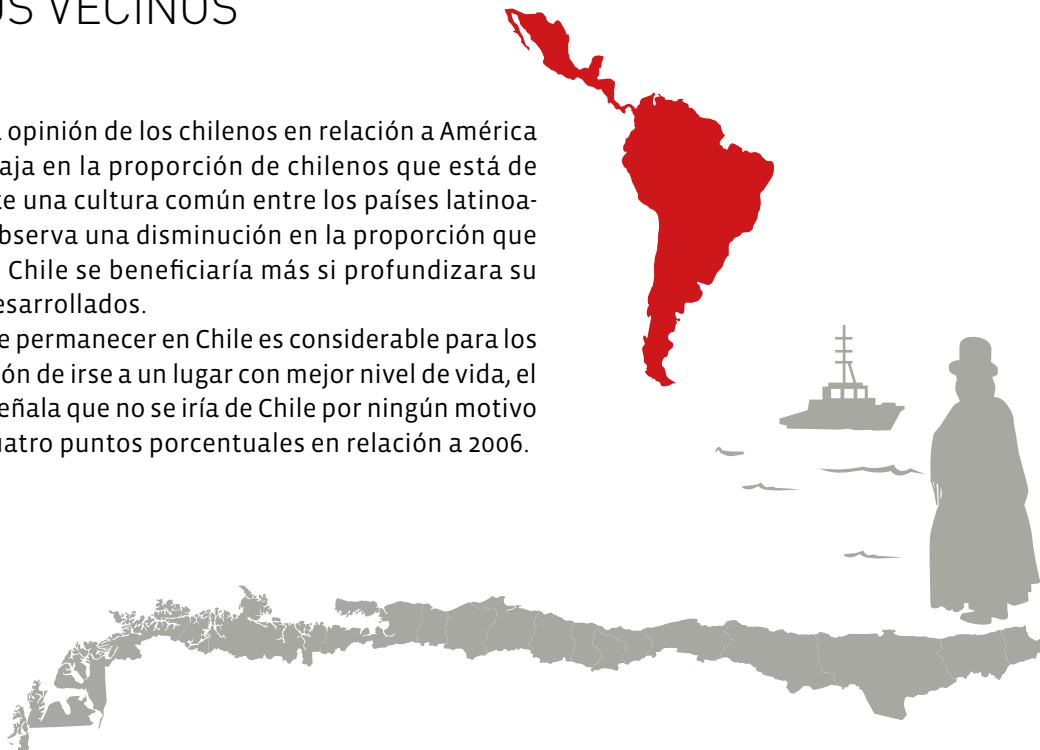 US VECINOS
opinión de los chilenos en relación a América
aja en la proporción de chilenos que está de
e una cultura común entre los países latinoa-
bserva una disminución en la proporción que
Chile se beneficiaría más si profundizara su
esarrollados.
e permanecer en Chile es considerable para los
ón de irse a un lugar con mejor nivel de vida, el
eñala que no se iría de Chile por ningún motivo
uatro puntos porcentuales en relación a 2006.